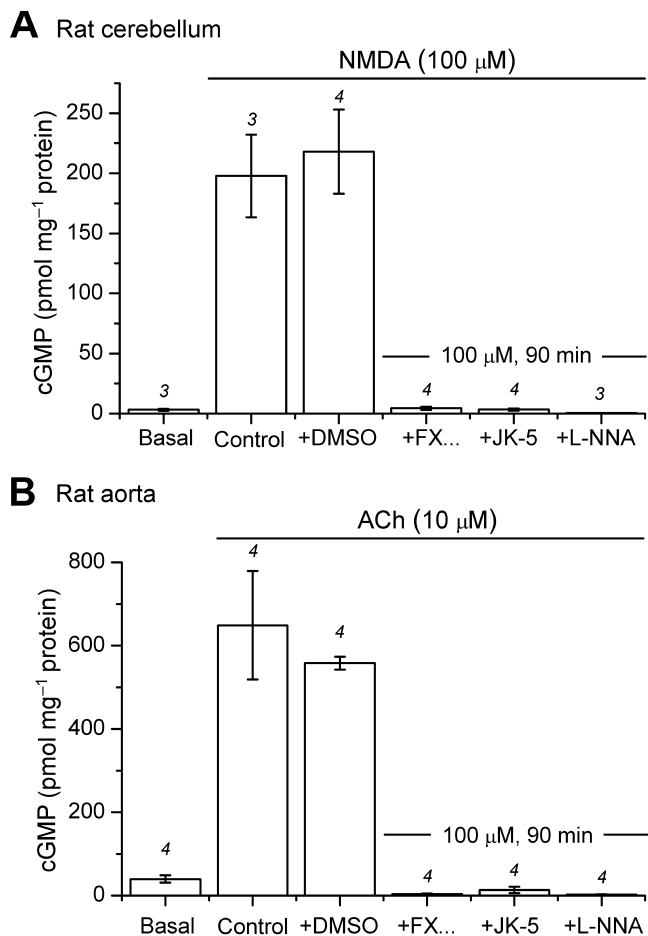 A Rat cerebellum
NMDA (100 μM)
cGMP (pmol mg⁻¹ protein)
250
200
150
100
50
0
3
3
4
4
4
3
100 μM, 90 min
Basal Control +DMSO +FX... +JK-5 +L-NNA
B Rat aorta
ACh (10 μM)
cGMP (pmol mg⁻¹ protein)
800
600
400
200
0
4
4
4
4
4
4
100 μM, 90 min
Basal Control +DMSO +FX... +JK-5 +L-NNA